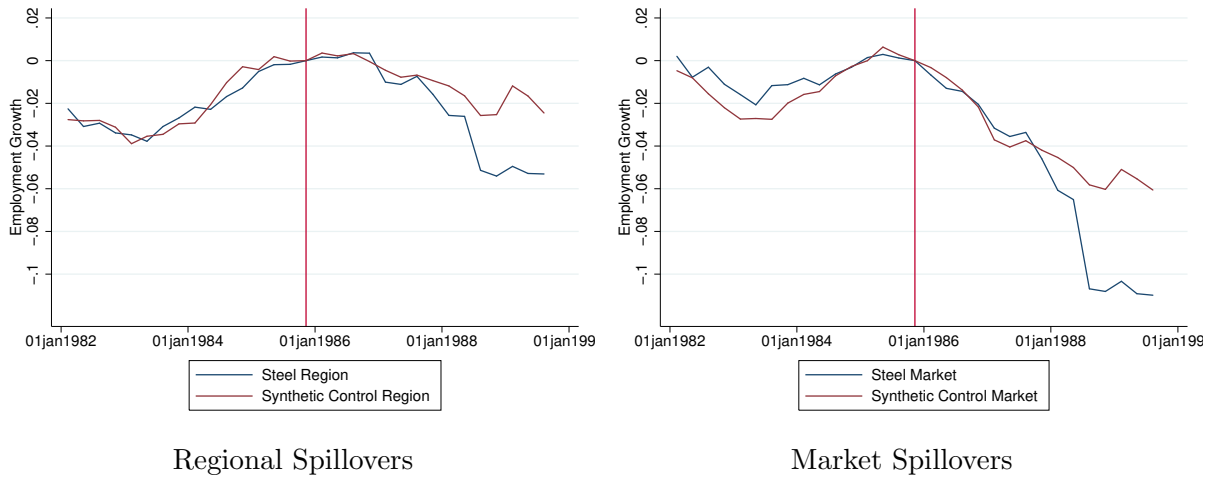 Employment Growth
.02
0
-.02
-.04
-.06
-.08
-.1
01jan1982
01jan1984
01jan1986
01jan1988
01jan199
Steel Region
Synthetic Control Region
Regional Spillovers
Employment Growth
.02
0
-.02
-.04
-.06
-.08
-.1
01jan1982
01jan1984
01jan1986
01jan1988
01jan199
Steel Market
Synthetic Control Market
Market Spillovers